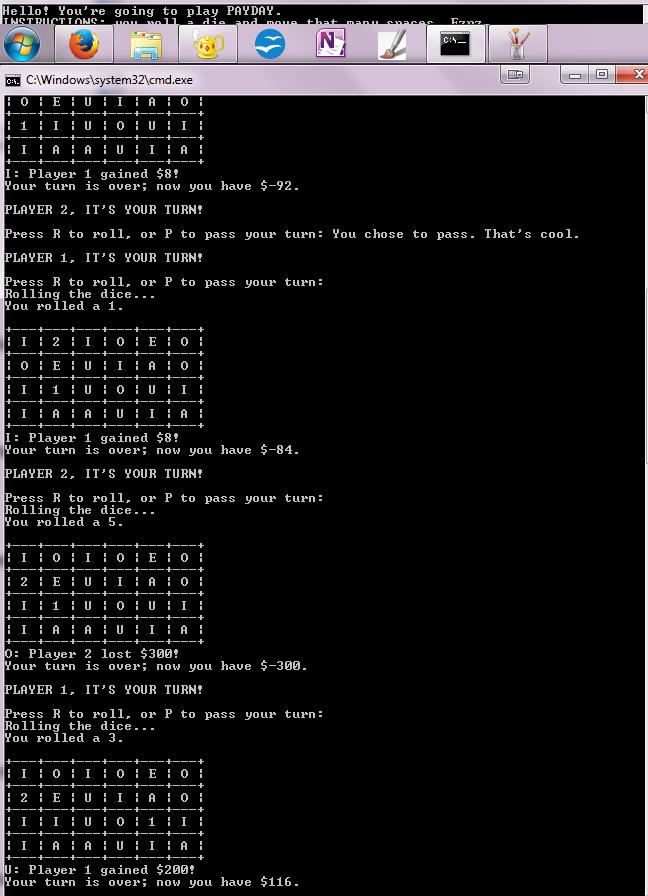 Hello! You're going to play PAYDAY.
INSTRUCTIONS: you roll a die and move that many spaces. Ezpz
C:\Windows\system32\cmd.exe
¦ O ¦ E ¦ U ¦ I ¦ A ¦ O ¦
+---+---+---+---+---+---+
¦ 1 ¦ I ¦ U ¦ O ¦ U ¦ I ¦
+---+---+---+---+---+---+
¦ I ¦ A ¦ A ¦ U ¦ I ¦ A ¦
+---+---+---+---+---+---+
I: Player 1 gained $8!
Your turn is over; now you have $-92.
PLAYER 2, IT'S YOUR TURN!
Press R to roll, or P to pass your turn: You chose to pass. That's cool.
PLAYER 1, IT'S YOUR TURN!
Press R to roll, or P to pass your turn:
Rolling the dice...
You rolled a 1.
+---+---+---+---+---+---+
¦ I ¦ 2 ¦ I ¦ O ¦ E ¦ O ¦
+---+---+---+---+---+---+
¦ O ¦ E ¦ U ¦ I ¦ A ¦ O ¦
+---+---+---+---+---+---+
¦ I ¦ 1 ¦ U ¦ O ¦ U ¦ I ¦
+---+---+---+---+---+---+
¦ I ¦ A ¦ A ¦ U ¦ I ¦ A ¦
+---+---+---+---+---+---+
I: Player 1 gained $8!
Your turn is over; now you have $-84.
PLAYER 2, IT'S YOUR TURN!
Press R to roll, or P to pass your turn:
Rolling the dice...
You rolled a 5.
+---+---+---+---+---+---+
¦ I ¦ O ¦ I ¦ O ¦ E ¦ O ¦
+---+---+---+---+---+---+
¦ 2 ¦ E ¦ U ¦ I ¦ A ¦ O ¦
+---+---+---+---+---+---+
¦ I ¦ 1 ¦ U ¦ O ¦ U ¦ I ¦
+---+---+---+---+---+---+
¦ I ¦ A ¦ A ¦ U ¦ I ¦ A ¦
+---+---+---+---+---+---+
O: Player 2 lost $300!
Your turn is over; now you have $-300.
PLAYER 1, IT'S YOUR TURN!
Press R to roll, or P to pass your turn:
Rolling the dice...
You rolled a 3.
+---+---+---+---+---+---+
¦ I ¦ O ¦ I ¦ O ¦ E ¦ O ¦
+---+---+---+---+---+---+
¦ 2 ¦ E ¦ U ¦ I ¦ A ¦ O ¦
+---+---+---+---+---+---+
¦ I ¦ I ¦ U ¦ O ¦ 1 ¦ I ¦
+---+---+---+---+---+---+
¦ I ¦ A ¦ A ¦ U ¦ I ¦ A ¦
+---+---+---+---+---+---+
U: Player 1 gained $200!
Your turn is over; now you have $116.